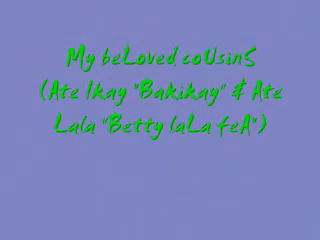 My beLoved coUsinS
(Ate Ikay "Bakikay" & Ate
Lala "Betty laLa feA")